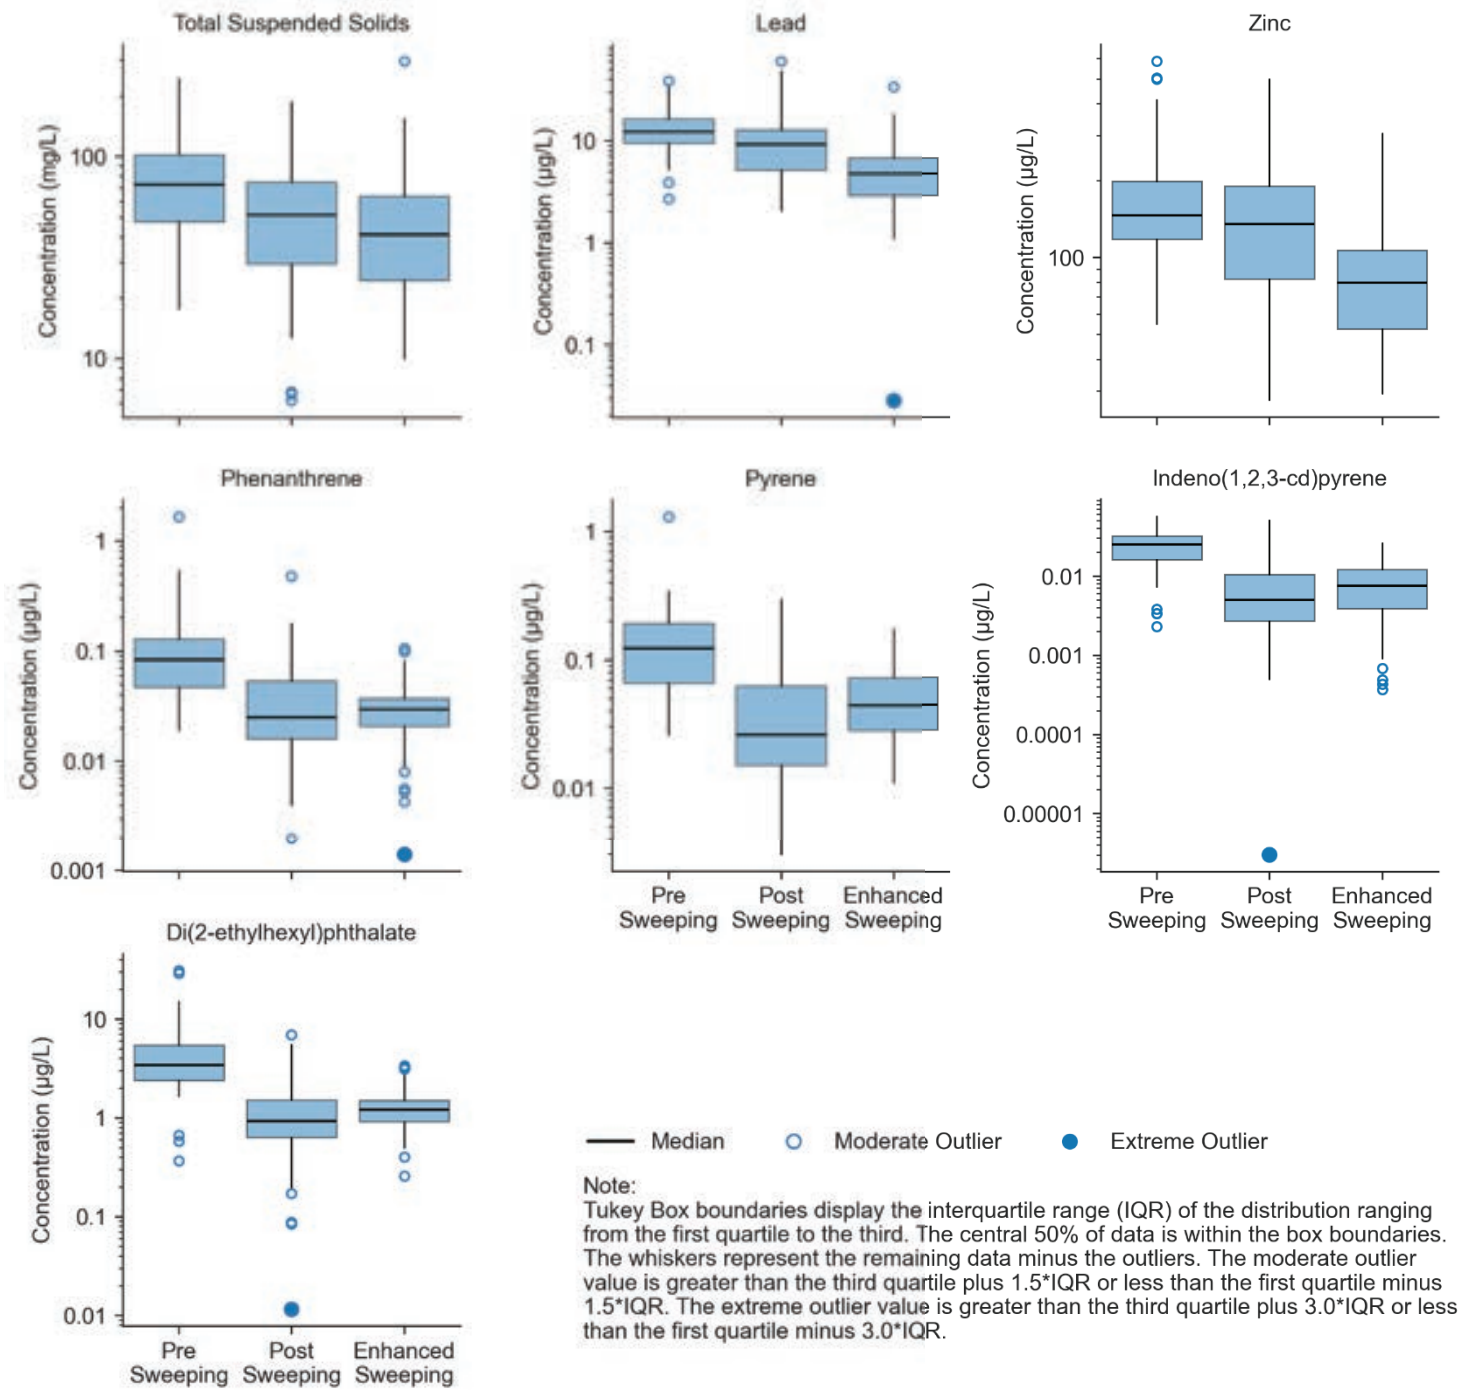 Total Suspended Solids
Concentration (mg/L)
100
10
Lead
Concentration (µg/L)
10
1
0.1
Zinc
Concentration (µg/L)
100
Phenanthrene
Concentration (µg/L)
1
0.1
0.01
0.001
Pyrene
Concentration (µg/L)
1
0.1
0.01
Pre
Sweeping
Post
Sweeping
Enhanced
Sweeping
Indeno(1,2,3-cd)pyrene
Concentration (µg/L)
0.01
0.001
0.0001
0.00001
Pre
Sweeping
Post
Sweeping
Enhanced
Sweeping
Di(2-ethylhexyl)phthalate
Concentration (µg/L)
10
1
0.1
0.01
Pre
Sweeping
Post
Sweeping
Enhanced
Sweeping
Median
Moderate Outlier
Extreme Outlier
Note:
Tukey Box boundaries display the interquartile range (IQR) of the distribution ranging
from the first quartile to the third. The central 50% of data is within the box boundaries.
The whiskers represent the remaining data minus the outliers. The moderate outlier
value is greater than the third quartile plus 1.5*IQR or less than the first quartile minus
1.5*IQR. The extreme outlier value is greater than the third quartile plus 3.0*IQR or less
than the first quartile minus 3.0*IQR.